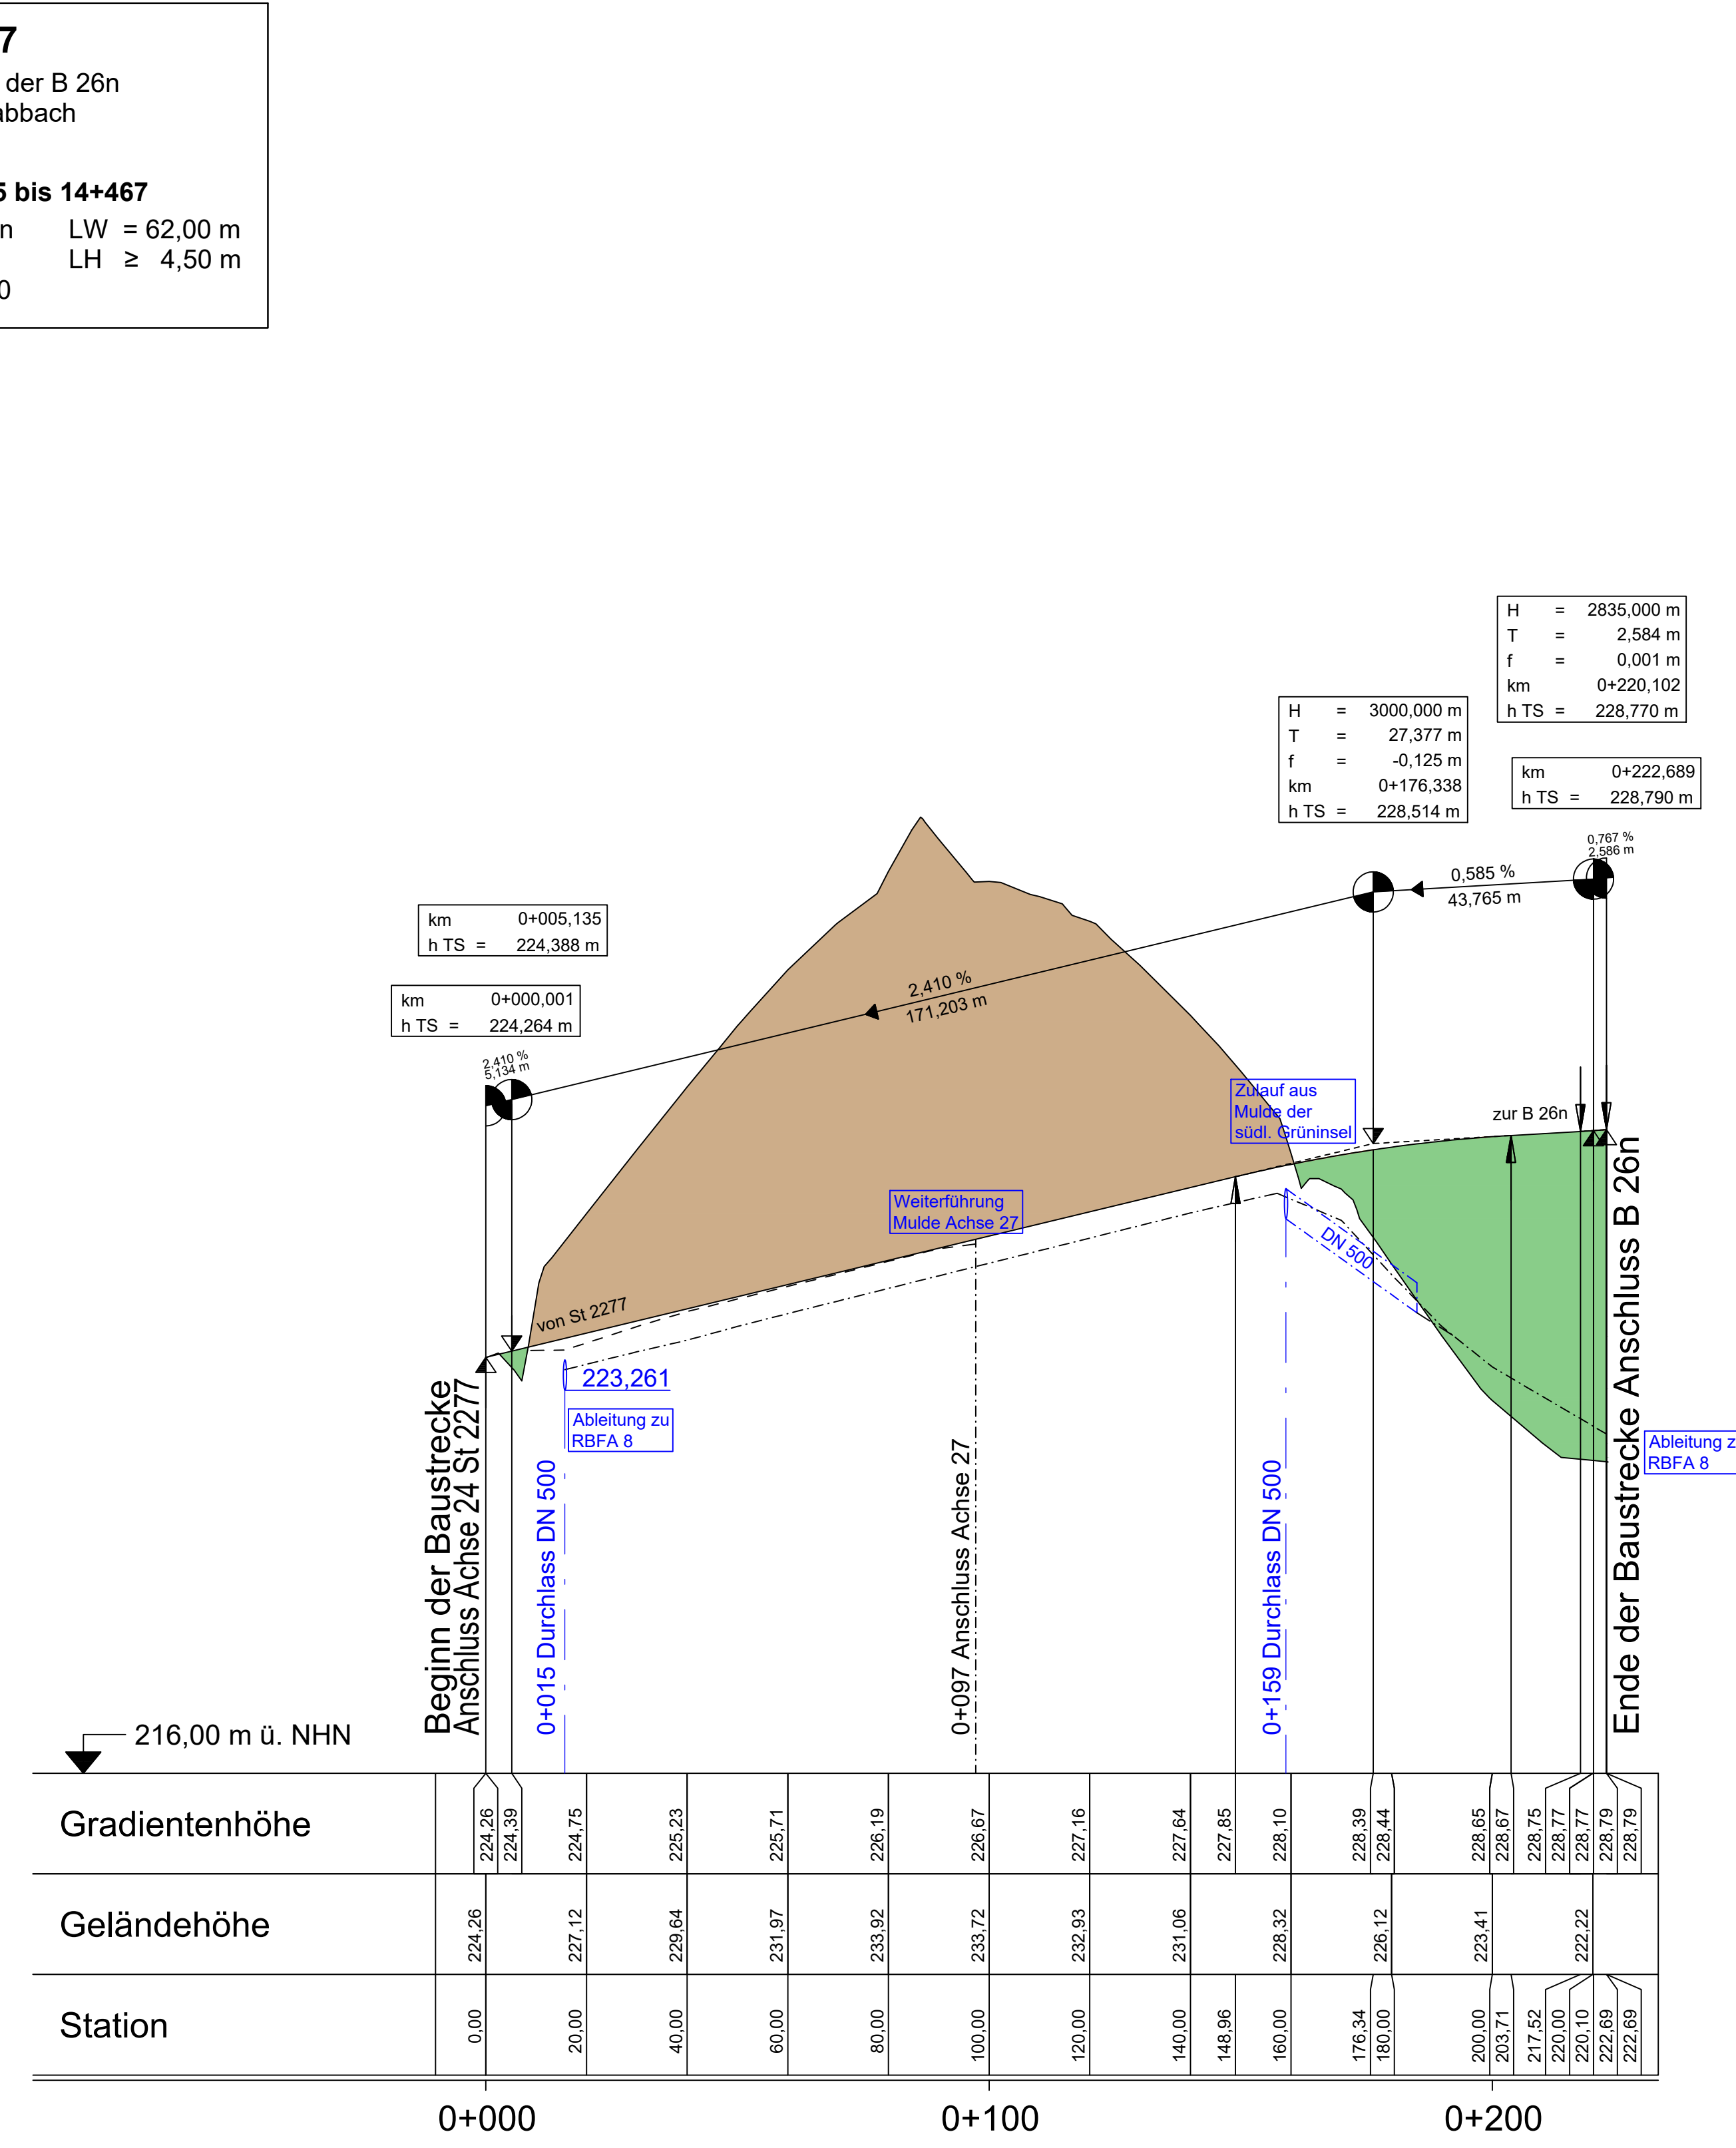 7
der B 26n
abbach
5 bis 14+467
n LW = 62,00 m
LH ≥ 4,50 m
0
H = 2835,000 m
T = 2,584 m
f = 0,001 m
km 0+220,102
h TS = 228,770 m
H = 3000,000 m
T = 27,377 m
f = -0,125 m
km 0+176,338
h TS = 228,514 m
km 0+222,689
h TS = 228,790 m
0,767 %
2,586 m
0,585 %
43,765 m
km 0+005,135
h TS = 224,388 m
km 0+000,001
h TS = 224,264 m
2,410 %
5,134 m
2,410 %
171,203 m
Zulauf aus
Mulde der
südl. Grüninsel
zur B 26n
Weiterführung
Mulde Achse 27
DN 500
von St 2277
223,261
Ableitung zu
RBFA 8
Ableitung z
RBFA 8
Beginn der Baustrecke
Anschluss Achse 24 St 2277
0+015 Durchlass DN 500
0+097 Anschluss Achse 27
0+159 Durchlass DN 500
Ende der Baustrecke Anschluss B 26n
216,00 m ü. NHN
Gradientenhöhe 224,26 224,39 224,75 225,23 225,71 226,19 226,67 227,16 227,64 227,85 228,10 228,39 228,44 228,65 228,67 228,75 228,77 228,77 228,79 228,79
Geländehöhe 224,26 227,12 229,64 231,97 233,92 233,72 232,93 231,06 228,32 226,12 223,41 222,22
Station 0,00 20,00 40,00 60,00 80,00 100,00 120,00 140,00 148,96 160,00 176,34 180,00 200,00 203,71 217,52 220,00 220,10 222,69 222,69
0+000 0+100 0+200